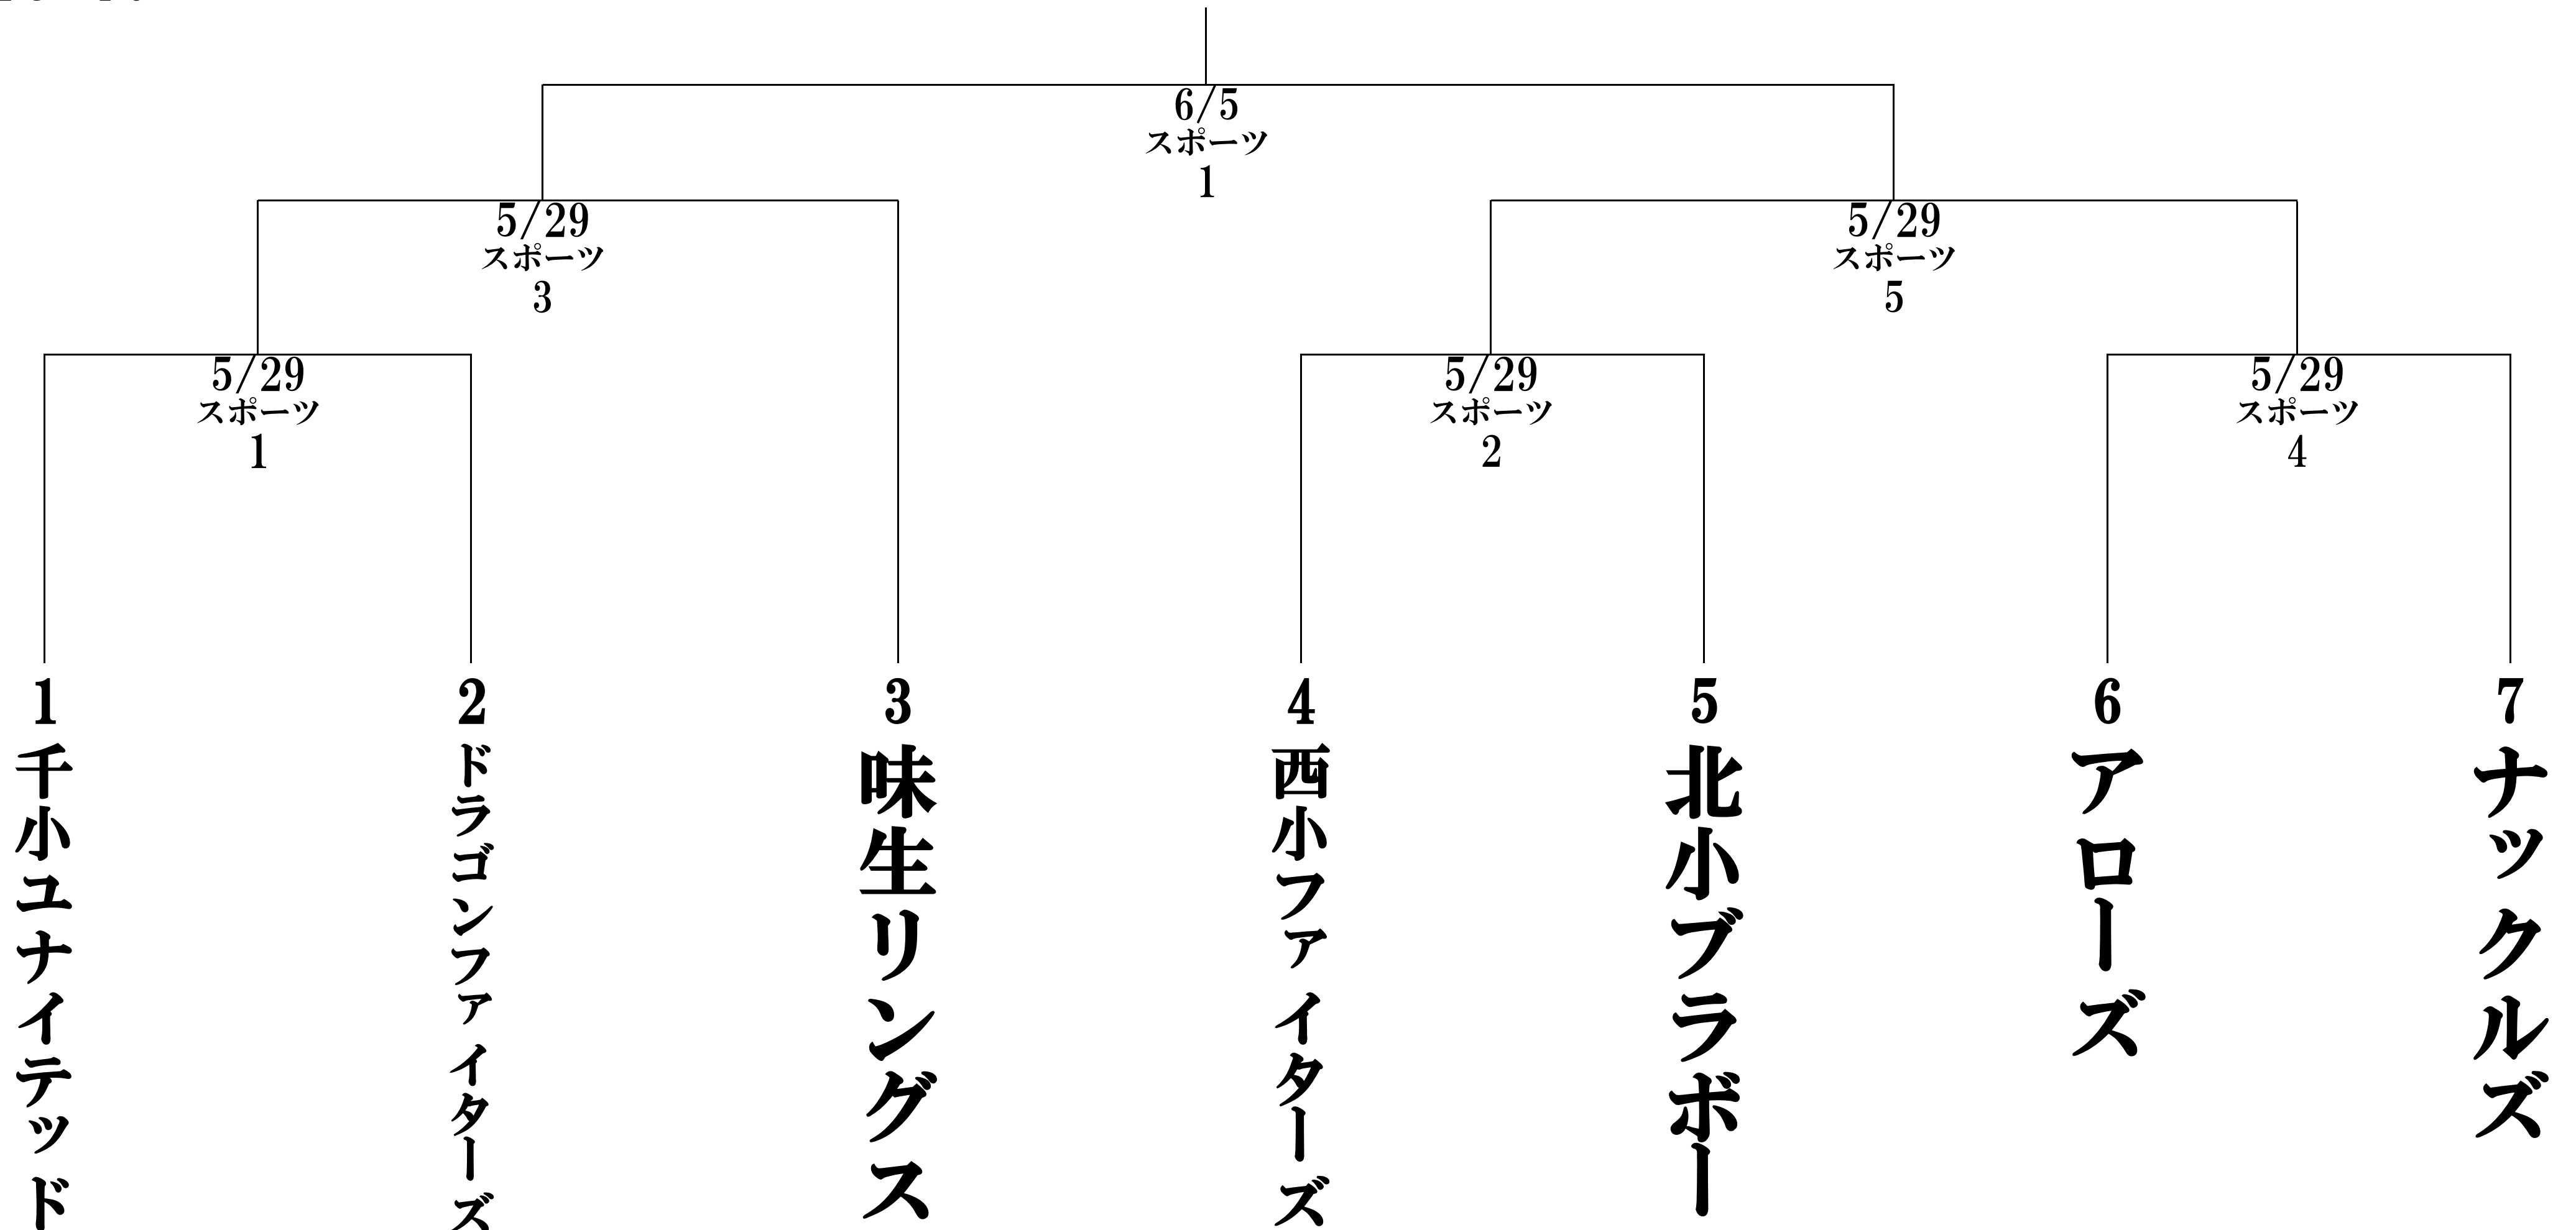 6/5
スポーツ
1
5/29
スポーツ
3
5/29
スポーツ
5
5/29
スポーツ
1
5/29
スポーツ
2
5/29
スポーツ
4
1
千小ユナイテッド
2
ドラゴンファイターズ
3
味生リングス
4
西小ファイターズ
5
北小ブラボー
6
アローズ
7
ナックルズ